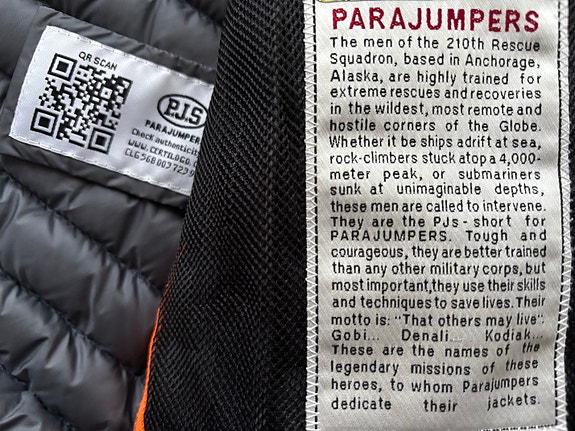 QR SCAN
P.J.S
PARAJUMPERS
Check authenticity
WWW.CERTILOGO.C
PARAJUMPERS
The men of the 210th Rescue
Squadron, based in Anchorage,
Alaska, are highly trained for
extreme rescues and recoveries
in the wildest, most remote and
hostile corners of the Globe.
Whether it be ships adrift at sea,
rock-climbers stuck atop a 4,000-
meter peak, or submariners
sunk at unimaginable depths,
these men are called to intervene.
They are the PJs - short for
PARAJUMPERS. Tough and
courageous, they are better trained
than any other military corps, but
most important,they use their skills
and techniques to save lives. Their
motto is: "That others may live":
Gobi... Denali... Kodiak...
These are the names of the
legendary missions of these
heroes, to whom Parajumpers
dedicate their jackets.